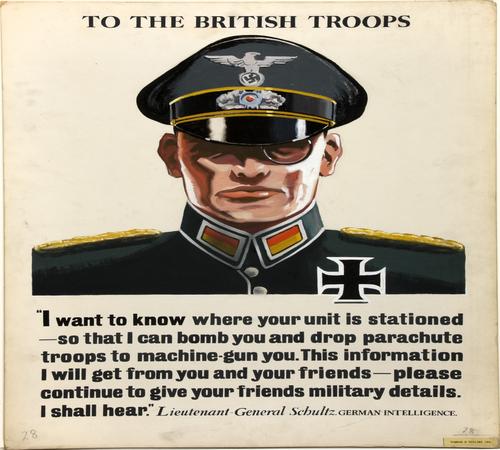 TO THE BRITISH TROOPS
"I want to know where your unit is stationed
—so that I can bomb you and drop parachute
troops to machine-gun you. This information
I will get from you and your friends—please
continue to give your friends military details.
I shall hear." Lieutenant-General Schultz. GERMAN INTELLIGENCE.
28
28